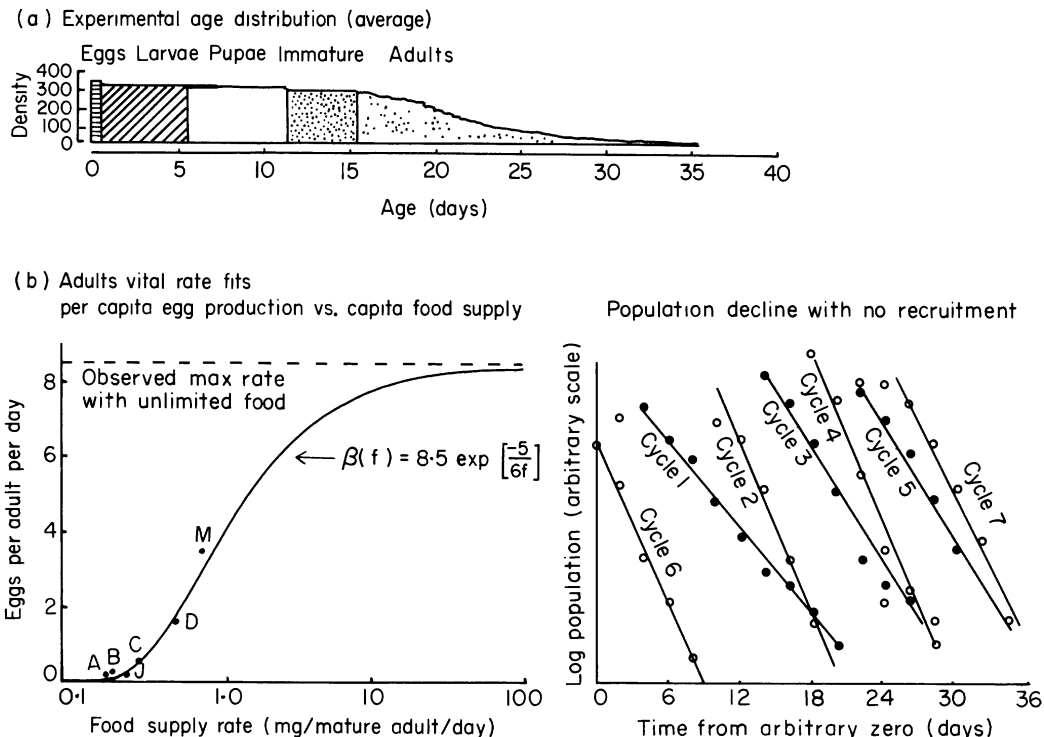 (a) Experimental age distribution (average)
Eggs Larvae Pupae Immature Adults
Density
400
300
200
100
0
0 5 10 15 20 25 30 35 40
Age (days)
(b) Adults vital rate fits
per capita egg production vs. capita food supply
Eggs per adult per day
8
6
4
2
0
Observed max rate
with unlimited food
β(f) = 8·5 exp [-5/6f]
M
D
C
B
A
J
0·1 1·0 10 100
Food supply rate (mg/mature adult/day)
Population decline with no recruitment
Log population (arbitrary scale)
Cycle 6
Cycle 1
Cycle 2
Cycle 3
Cycle 4
Cycle 5
Cycle 7
0 6 12 18 24 30 36
Time from arbitrary zero (days)